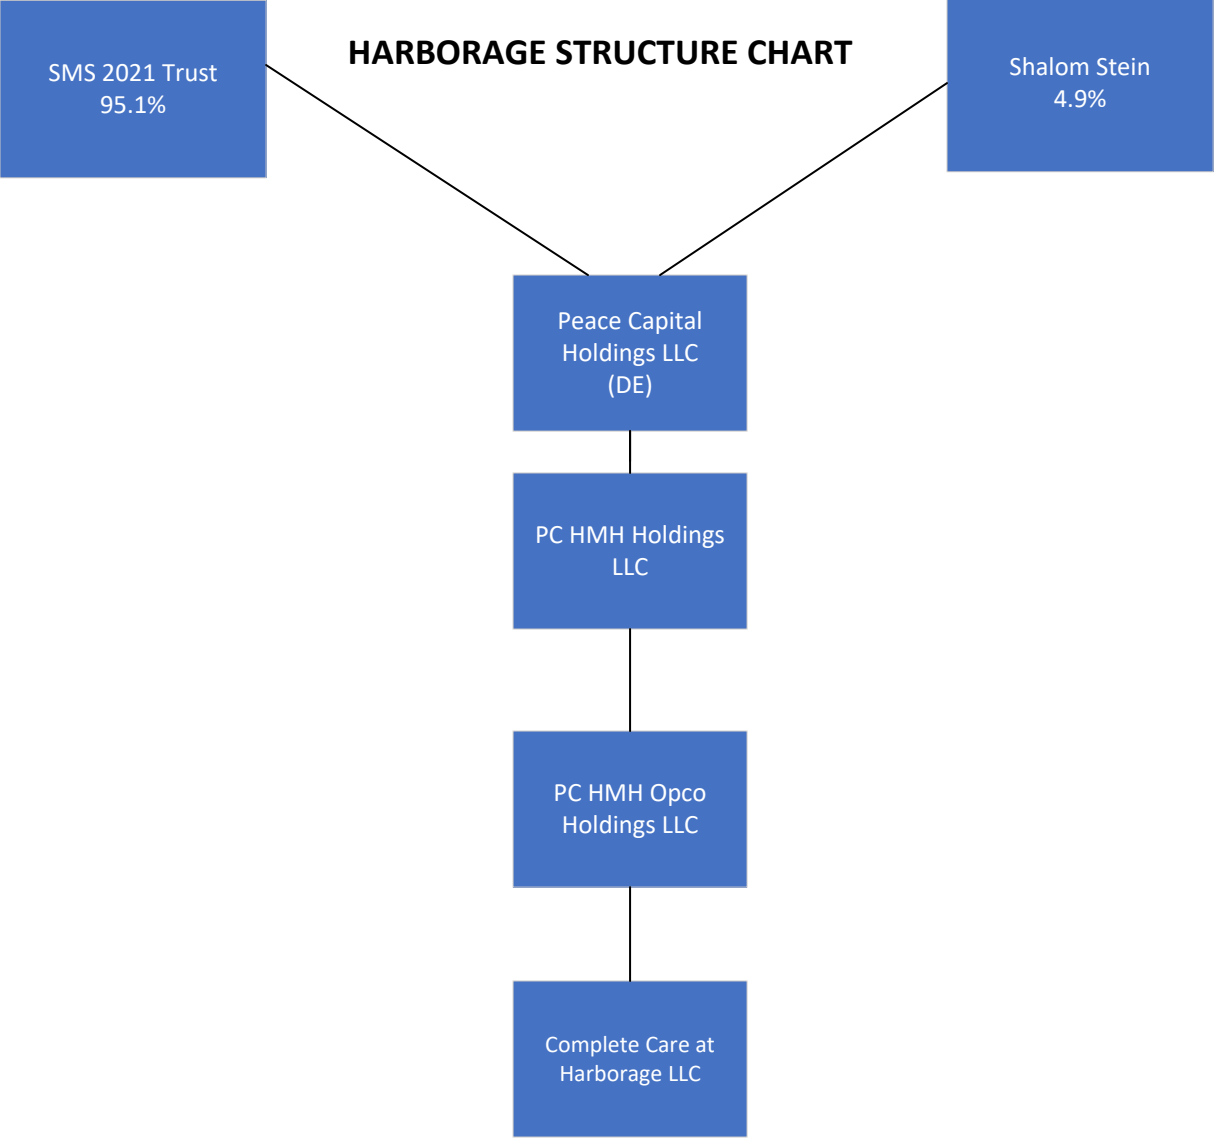 HARBORAGE STRUCTURE CHART
SMS 2021 Trust
95.1%
Shalom Stein
4.9%
Peace Capital
Holdings LLC
(DE)
PC HMH Holdings
LLC
PC HMH Opco
Holdings LLC
Complete Care at
Harborage LLC